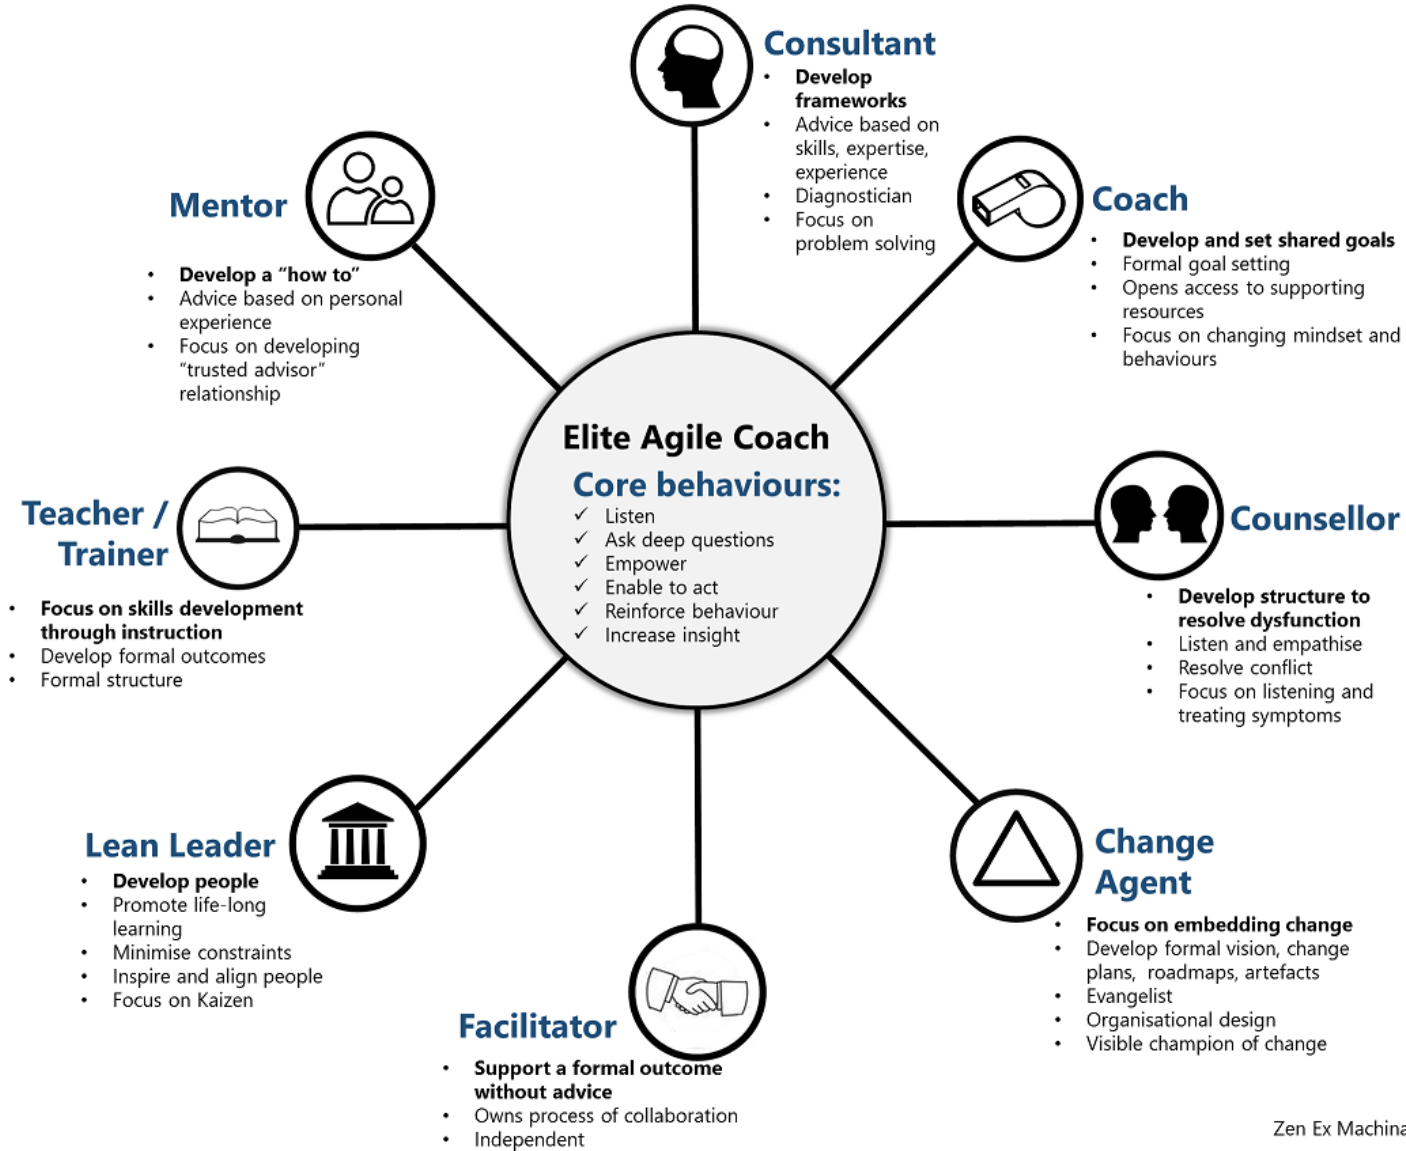 Consultant
• Develop
frameworks
• Advice based on
skills, expertise,
experience
• Diagnostician
• Focus on
problem solving
Coach
• Develop and set shared goals
• Formal goal setting
• Opens access to supporting
resources
• Focus on changing mindset and
behaviours
Mentor
• Develop a “how to”
• Advice based on personal
experience
• Focus on developing
“trusted advisor”
relationship
Elite Agile Coach
Core behaviours:
✓ Listen
✓ Ask deep questions
✓ Empower
✓ Enable to act
✓ Reinforce behaviour
✓ Increase insight
Teacher /
Trainer
• Focus on skills development
through instruction
• Develop formal outcomes
• Formal structure
Counsellor
• Develop structure to
resolve dysfunction
• Listen and empathise
• Resolve conflict
• Focus on listening and
treating symptoms
Lean Leader
• Develop people
• Promote life-long
learning
• Minimise constraints
• Inspire and align people
• Focus on Kaizen
Change
Agent
• Focus on embedding change
• Develop formal vision, change
plans, roadmaps, artefacts
• Evangelist
• Organisational design
• Visible champion of change
Facilitator
• Support a formal outcome
without advice
• Owns process of collaboration
• Independent
Zen Ex Machina